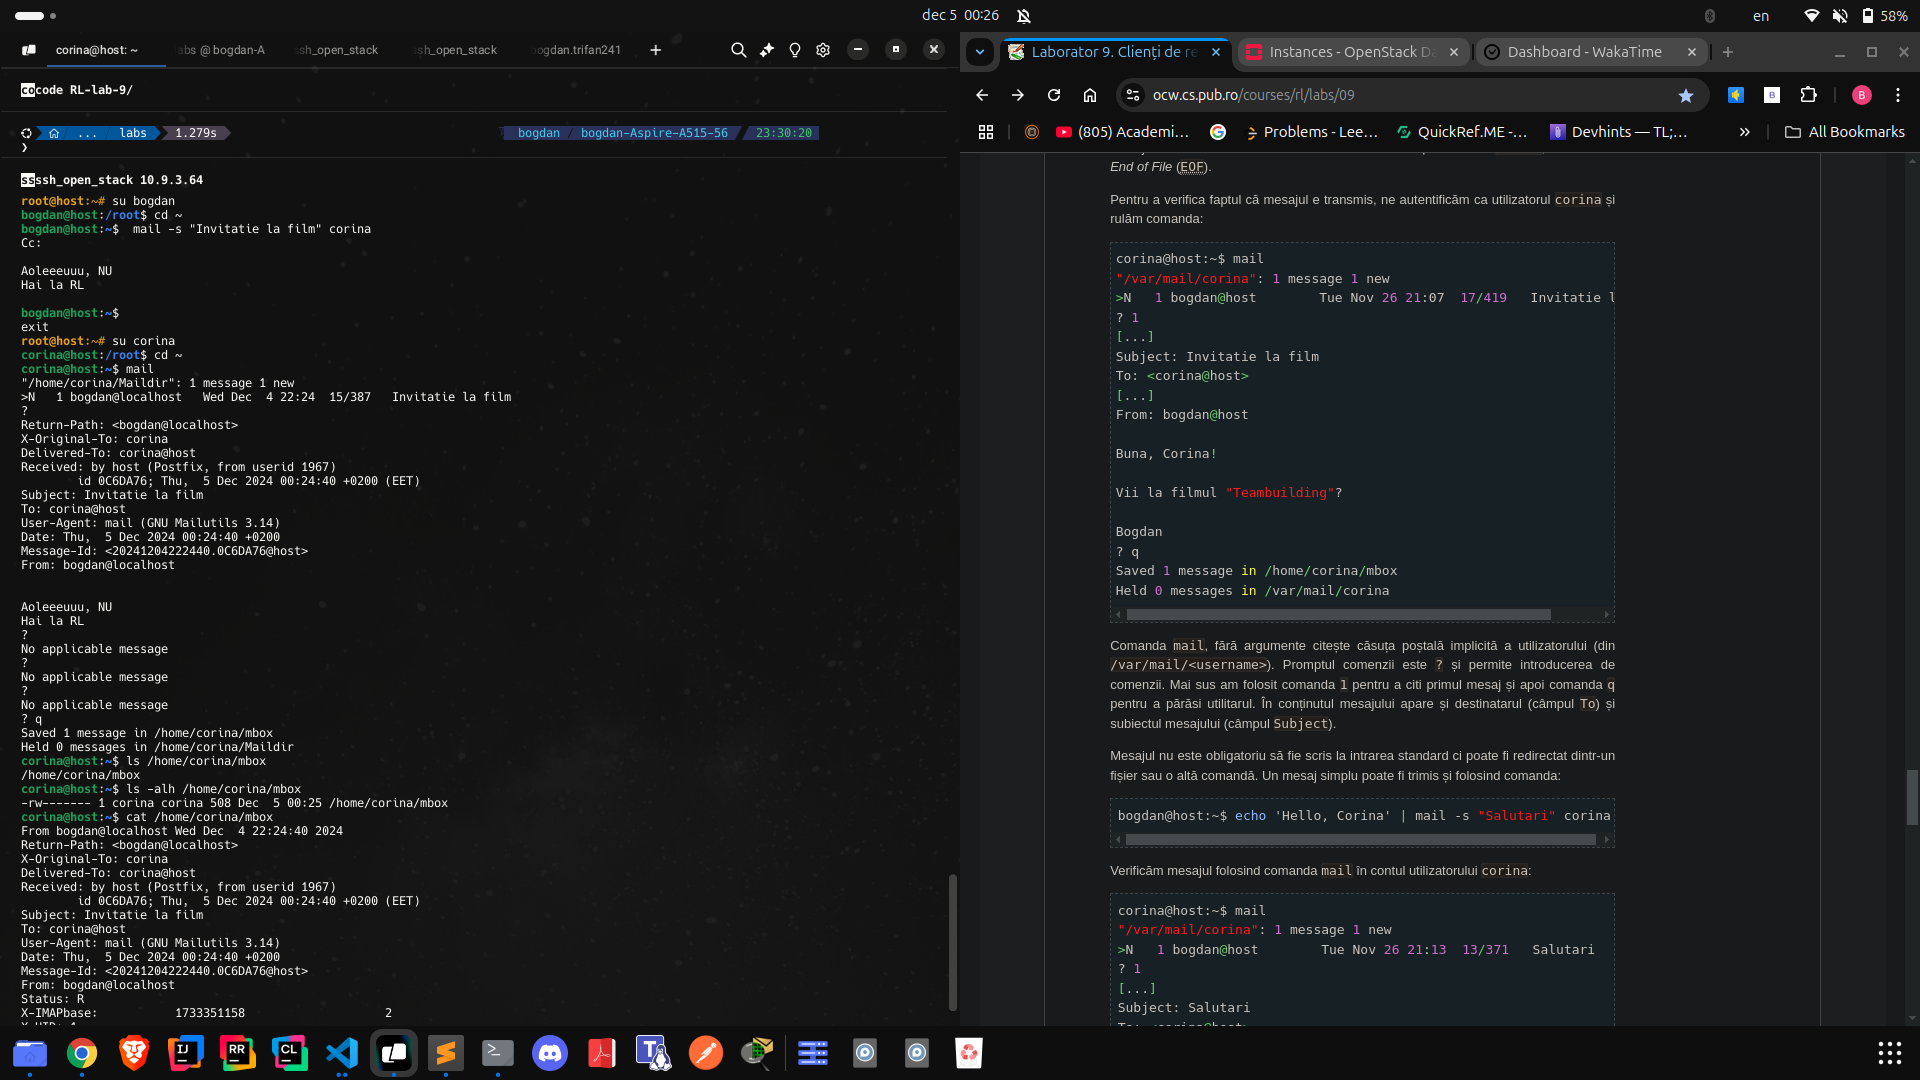 dec 5 00:26
en
58%
corina@host: ~
abs @ bogdan-A
ssh_open_stack
ssh_open_stack
bogdan.trifan241
cocode RL-lab-9/
... labs 1.279s
bogdan / bogdan-Aspire-A515-56 / 23:30:20
❯
ssssh_open_stack 10.9.3.64
root@host:~# su bogdan
bogdan@host:/root$ cd ~
bogdan@host:~$  mail -s "Invitatie la film" corina
Cc:
Aoleeeuuu, NU
Hai la RL
bogdan@host:~$
exit
root@host:~# su corina
corina@host:/root$ cd ~
corina@host:~$ mail
"/home/corina/Maildir": 1 message 1 new
>N   1 bogdan@localhost   Wed Dec  4 22:24  15/387   Invitatie la film
?
Return-Path: <bogdan@localhost>
X-Original-To: corina
Delivered-To: corina@host
Received: by host (Postfix, from userid 1967)
id 0C6DA76; Thu,  5 Dec 2024 00:24:40 +0200 (EET)
Subject: Invitatie la film
To: corina@host
User-Agent: mail (GNU Mailutils 3.14)
Date: Thu,  5 Dec 2024 00:24:40 +0200
Message-Id: <20241204222440.0C6DA76@host>
From: bogdan@localhost
Aoleeeuuu, NU
Hai la RL
?
No applicable message
?
No applicable message
?
No applicable message
? q
Saved 1 message in /home/corina/mbox
Held 0 messages in /home/corina/Maildir
corina@host:~$ ls /home/corina/mbox
/home/corina/mbox
corina@host:~$ ls -alh /home/corina/mbox
-rw------- 1 corina corina 508 Dec  5 00:25 /home/corina/mbox
corina@host:~$ cat /home/corina/mbox
From bogdan@localhost Wed Dec  4 22:24:40 2024
Return-Path: <bogdan@localhost>
X-Original-To: corina
Delivered-To: corina@host
Received: by host (Postfix, from userid 1967)
id 0C6DA76; Thu,  5 Dec 2024 00:24:40 +0200 (EET)
Subject: Invitatie la film
To: corina@host
User-Agent: mail (GNU Mailutils 3.14)
Date: Thu,  5 Dec 2024 00:24:40 +0200
Message-Id: <20241204222440.0C6DA76@host>
From: bogdan@localhost
Status: R
X-IMAPbase:           1733351158                    2
Laborator 9. Clienți de re
Instances - OpenStack Da
Dashboard - WakaTime
ocw.cs.pub.ro/courses/rl/labs/09
(805) Academi...
Problems - Lee...
QuickRef.ME -...
Devhints — TL;...
All Bookmarks
End of File (EOF).
Pentru a verifica faptul că mesajul e transmis, ne autentificăm ca utilizatorul corina și
rulăm comanda:
corina@host:~$ mail
"/var/mail/corina": 1 message 1 new
>N   1 bogdan@host        Tue Nov 26 21:07  17/419   Invitatie l
? 1
[...]
Subject: Invitatie la film
To: <corina@host>
[...]
From: bogdan@host
Buna, Corina!
Vii la filmul "Teambuilding"?
Bogdan
? q
Saved 1 message in /home/corina/mbox
Held 0 messages in /var/mail/corina
Comanda mail, fără argumente citește căsuța poștală implicită a utilizatorului (din
/var/mail/<username>). Promptul comenzii este ? și permite introducerea de
comenzii. Mai sus am folosit comanda 1 pentru a citi primul mesaj și apoi comanda q
pentru a părăsi utilitarul. În conținutul mesajului apare și destinatarul (câmpul To) și
subiectul mesajului (câmpul Subject).
Mesajul nu este obligatoriu să fie scris la intrarea standard ci poate fi redirectat dintr-un
fișier sau o altă comandă. Un mesaj simplu poate fi trimis și folosind comanda:
bogdan@host:~$ echo 'Hello, Corina' | mail -s "Salutari" corina
Verificăm mesajul folosind comanda mail în contul utilizatorului corina:
corina@host:~$ mail
"/var/mail/corina": 1 message 1 new
>N   1 bogdan@host        Tue Nov 26 21:13  13/371   Salutari
? 1
[...]
Subject: Salutari